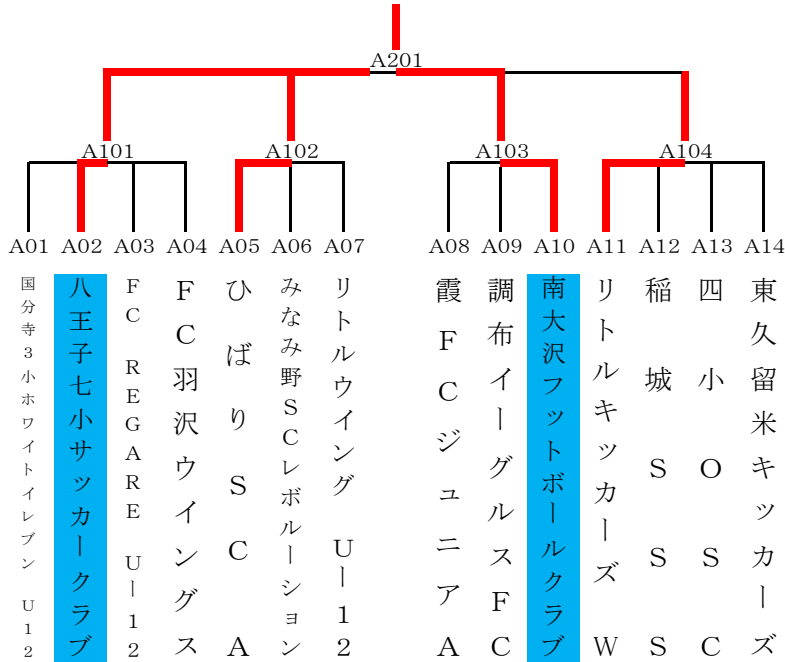 A201
A101
A102
A103
A104
A01
A02
A03
A04
A05
A06
A07
A08
A09
A10
A11
A12
A13
A14
国分寺3小ホワイトイレブン U12
八王子七小サッカークラブ
FC REGARE U―12
FC羽沢ウイングス
ひばりSCA
みなみ野SCレボルーション
リトルウイング U―12
霞FCジュニアA
調布イーグルスFC
南大沢フットボールクラブ
リトルキッカーズ W
稲城SSS
四小OSC
東久留米キッカーズ